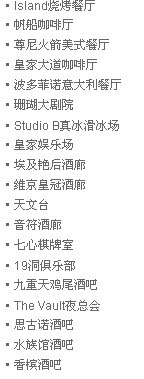 Island烧烤餐厅
帆船咖啡厅
尊尼火箭美式餐厅
皇家大道咖啡厅
波多菲诺意大利餐厅
珊瑚大剧院
Studio B真冰滑冰场
皇家娱乐场
埃及艳后酒廊
维京皇冠酒廊
天文台
音符酒廊
七心棋牌室
19洞俱乐部
九重天鸡尾酒吧
The Vault夜总会
思古诺酒吧
水族馆酒吧
香槟酒吧